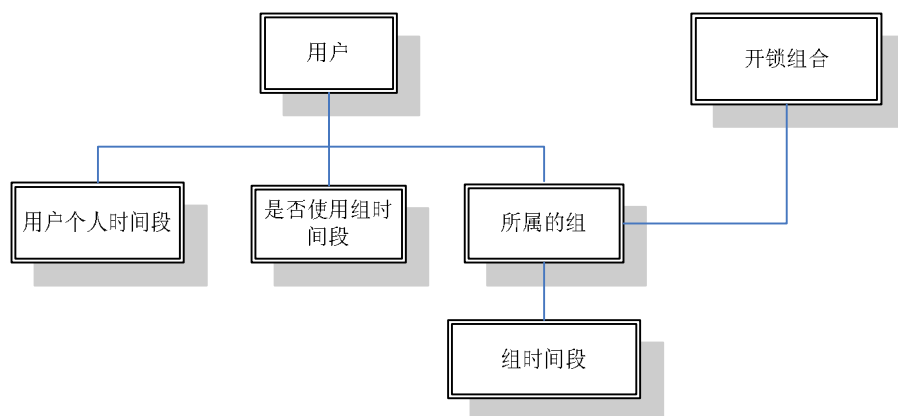 用户
开锁组合
用户个人时间段
是否使用组时
间段
所属的组
组时间段